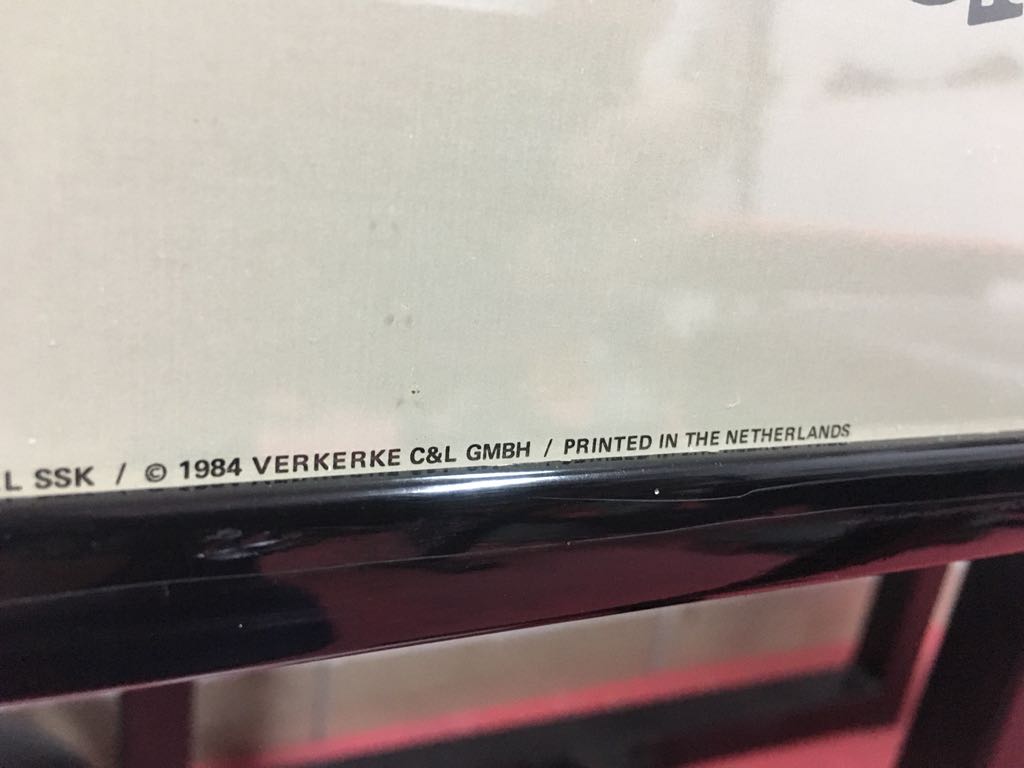 L SSK / © 1984 VERKERKE C&L GMBH / PRINTED IN THE NETHERLANDS